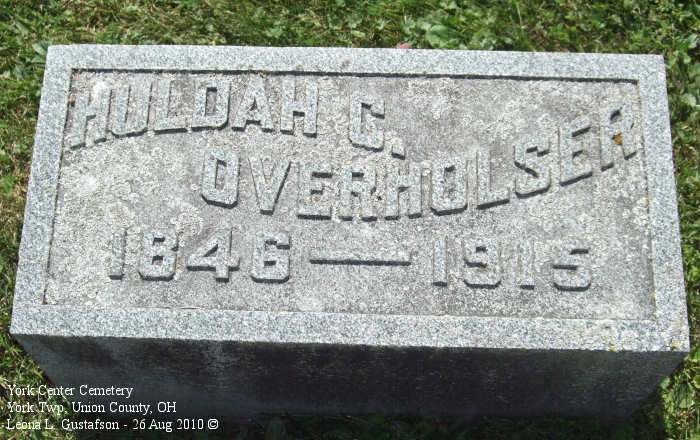 HULDAH C.
OVERHOLSER
1846 — 1915
York Center Cemetery
York Twp, Union County, OH
Leona L. Gustafson - 26 Aug 2010 ©